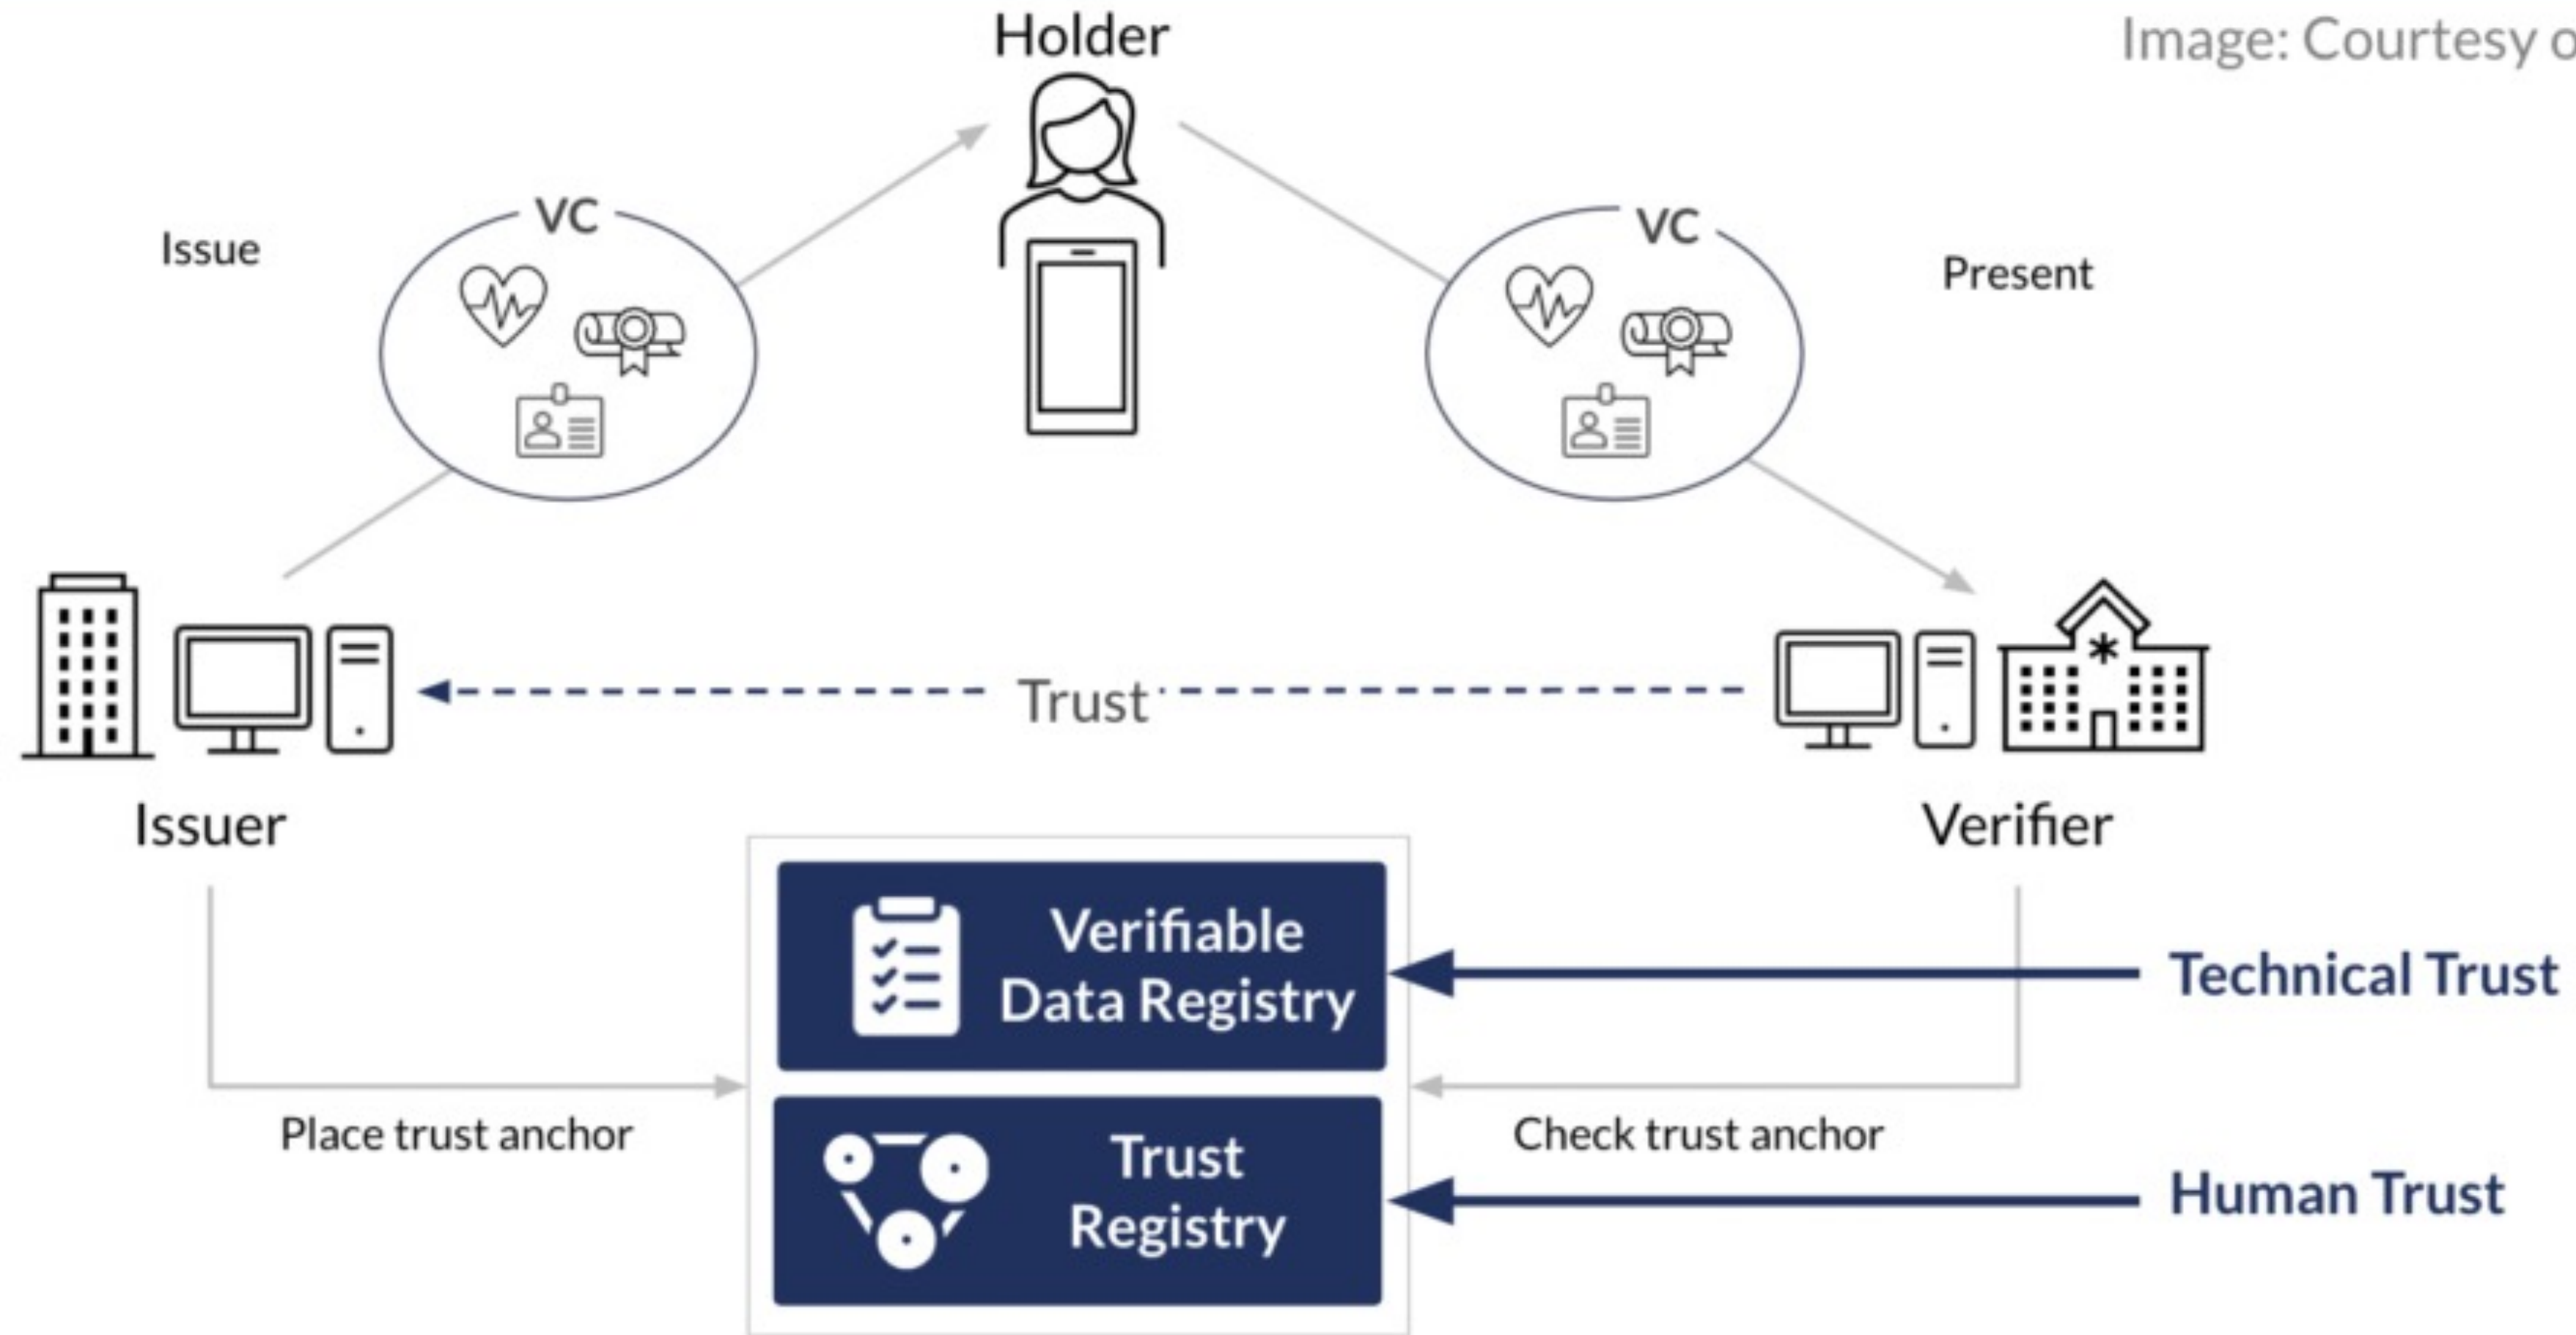 Holder
Image: Courtesy
VC
VC
Issue
Present
Trust
Issuer
Verifier
Verifiable
Data Registry
Technical Trust
Place trust anchor
Check trust anchor
Trust
Registry
Human Trust